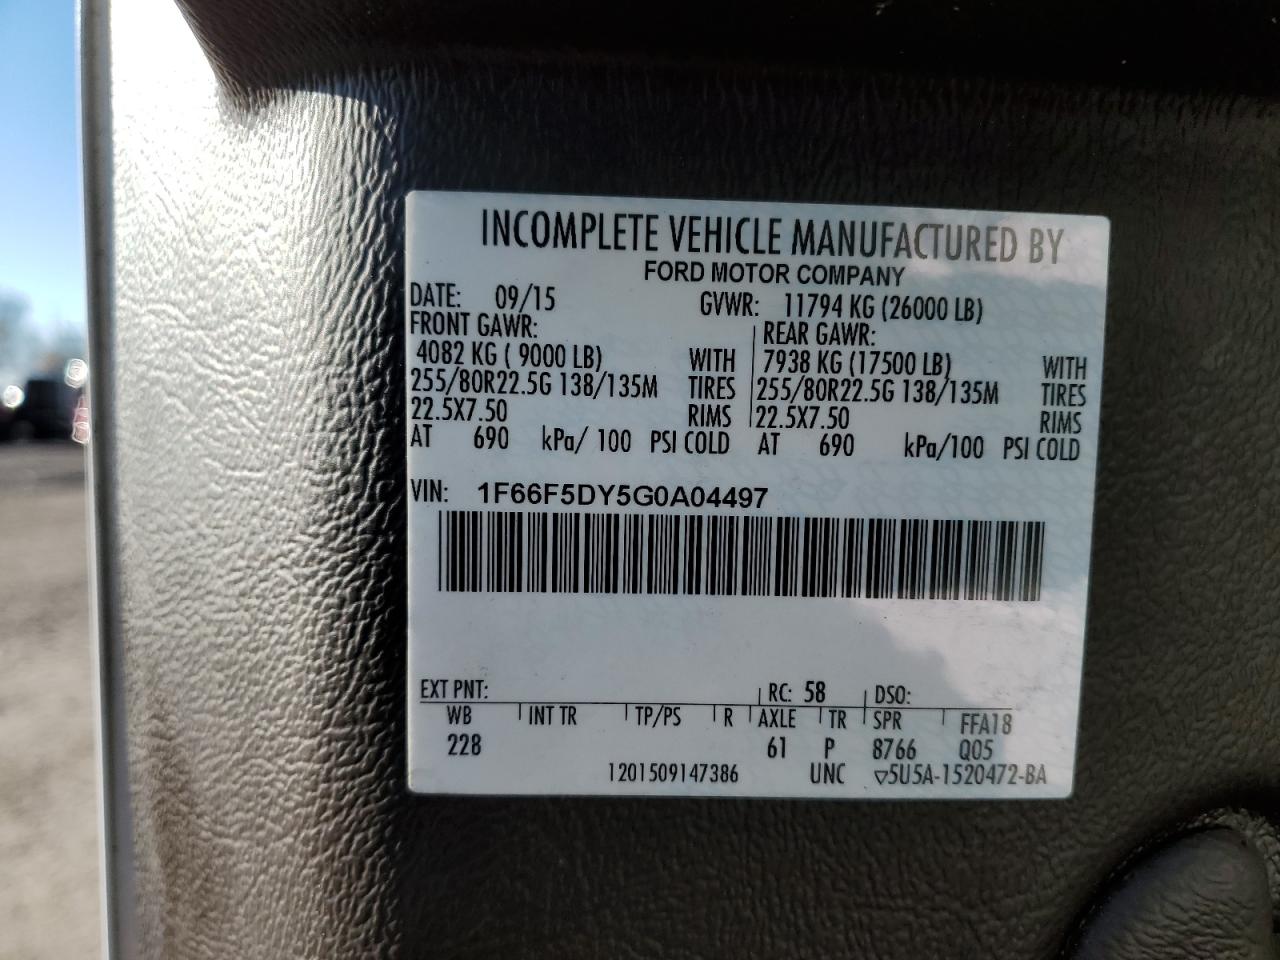 INCOMPLETE VEHICLE MANUFACTURED BY
FORD MOTOR COMPANY
DATE: 09/15 GVWR: 11794 KG (26000 LB)
FRONT GAWR: REAR GAWR:
4082 KG ( 9000 LB) WITH 7938 KG (17500 LB) WITH
255/80R22.5G 138/135M TIRES 255/80R22.5G 138/135M TIRES
22.5X7.50 RIMS 22.5X7.50 RIMS
AT 690 kPa/ 100 PSI COLD AT 690 kPa/100 PSI COLD
VIN: 1F66F5DY5G0A04497
EXT PNT: RC: 58 DSO:
WB INT TR TP/PS R AXLE TR SPR FFA18
228 61 P 8766 Q05
1201509147386 UNC ▽5U5A-1520472-BA